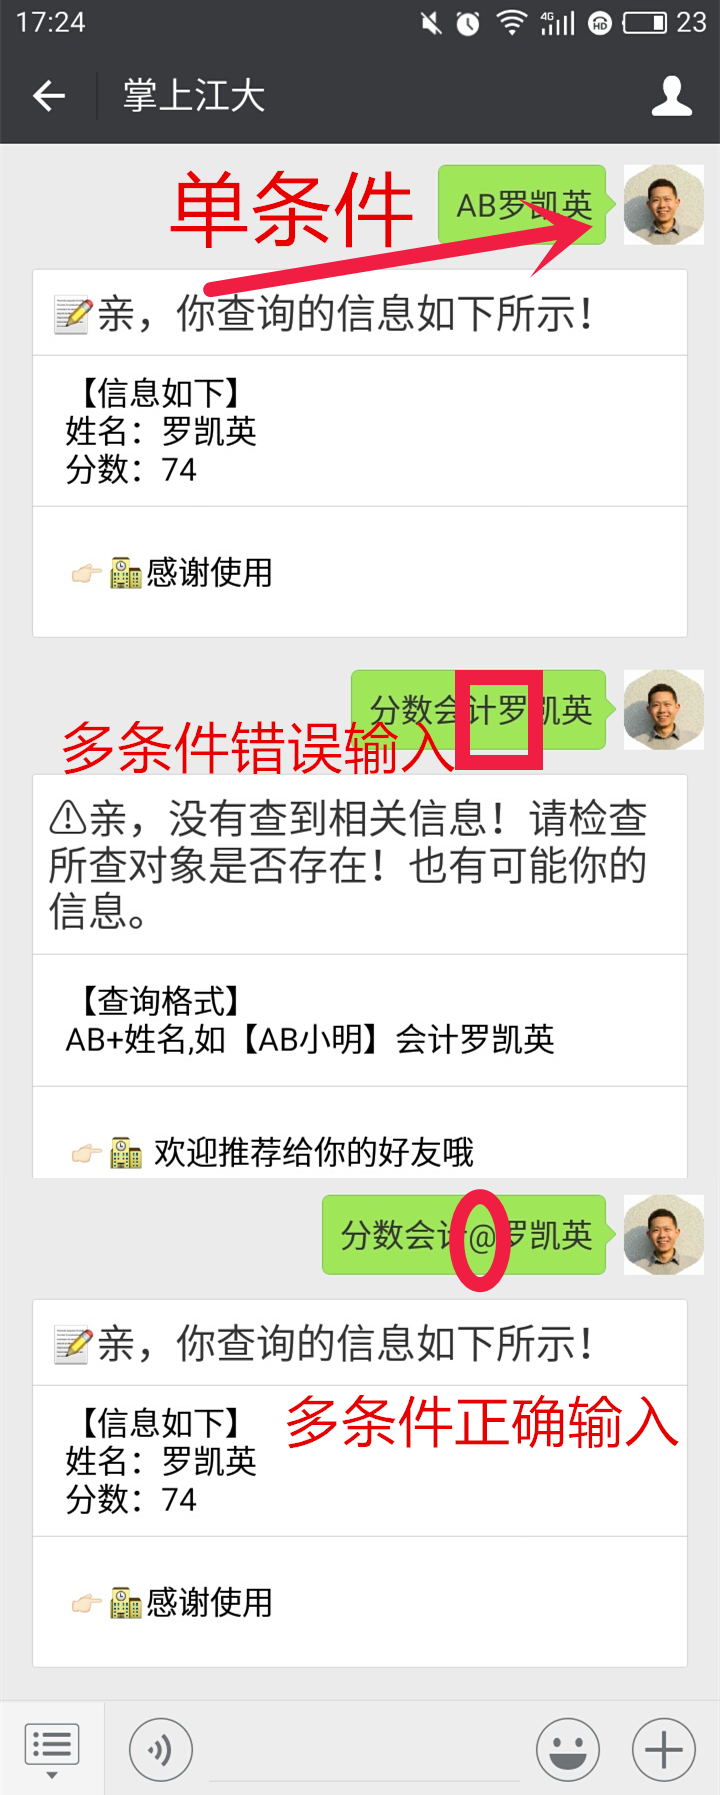 17:24
4G
HD
23
掌上江大
单条件
AB罗凯英
亲，你查询的信息如下所示！
【信息如下】
姓名：罗凯英
分数：74
感谢使用
分数会计罗凯英
多条件错误输入
亲，没有查到相关信息！请检查
所查对象是否存在！也有可能你的
信息。
【查询格式】
AB+姓名,如【AB小明】会计罗凯英
欢迎推荐给你的好友哦
分数会计@罗凯英
亲，你查询的信息如下所示！
【信息如下】
多条件正确输入
姓名：罗凯英
分数：74
感谢使用